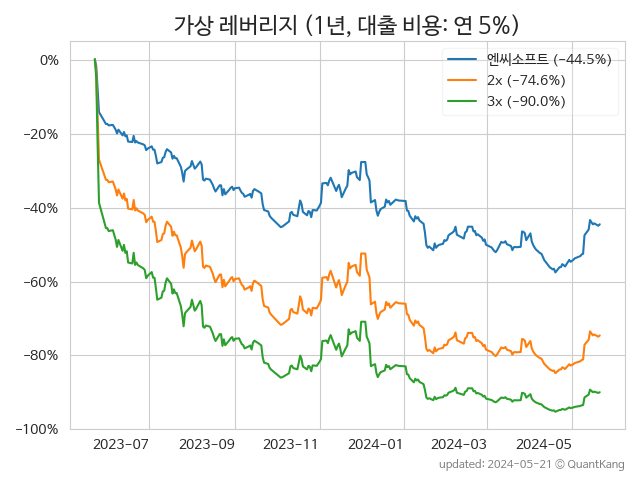 가상 레버리지 (1년, 대출 비용: 연 5%)
엔씨소프트 (−44.5%)
2x (−74.6%)
3x (−90.0%)
0%
−20%
−40%
−60%
−80%
−100%
2023-07 2023-09 2023-11 2024-01 2024-03 2024-05
updated: 2024-05-21 © QuantKang